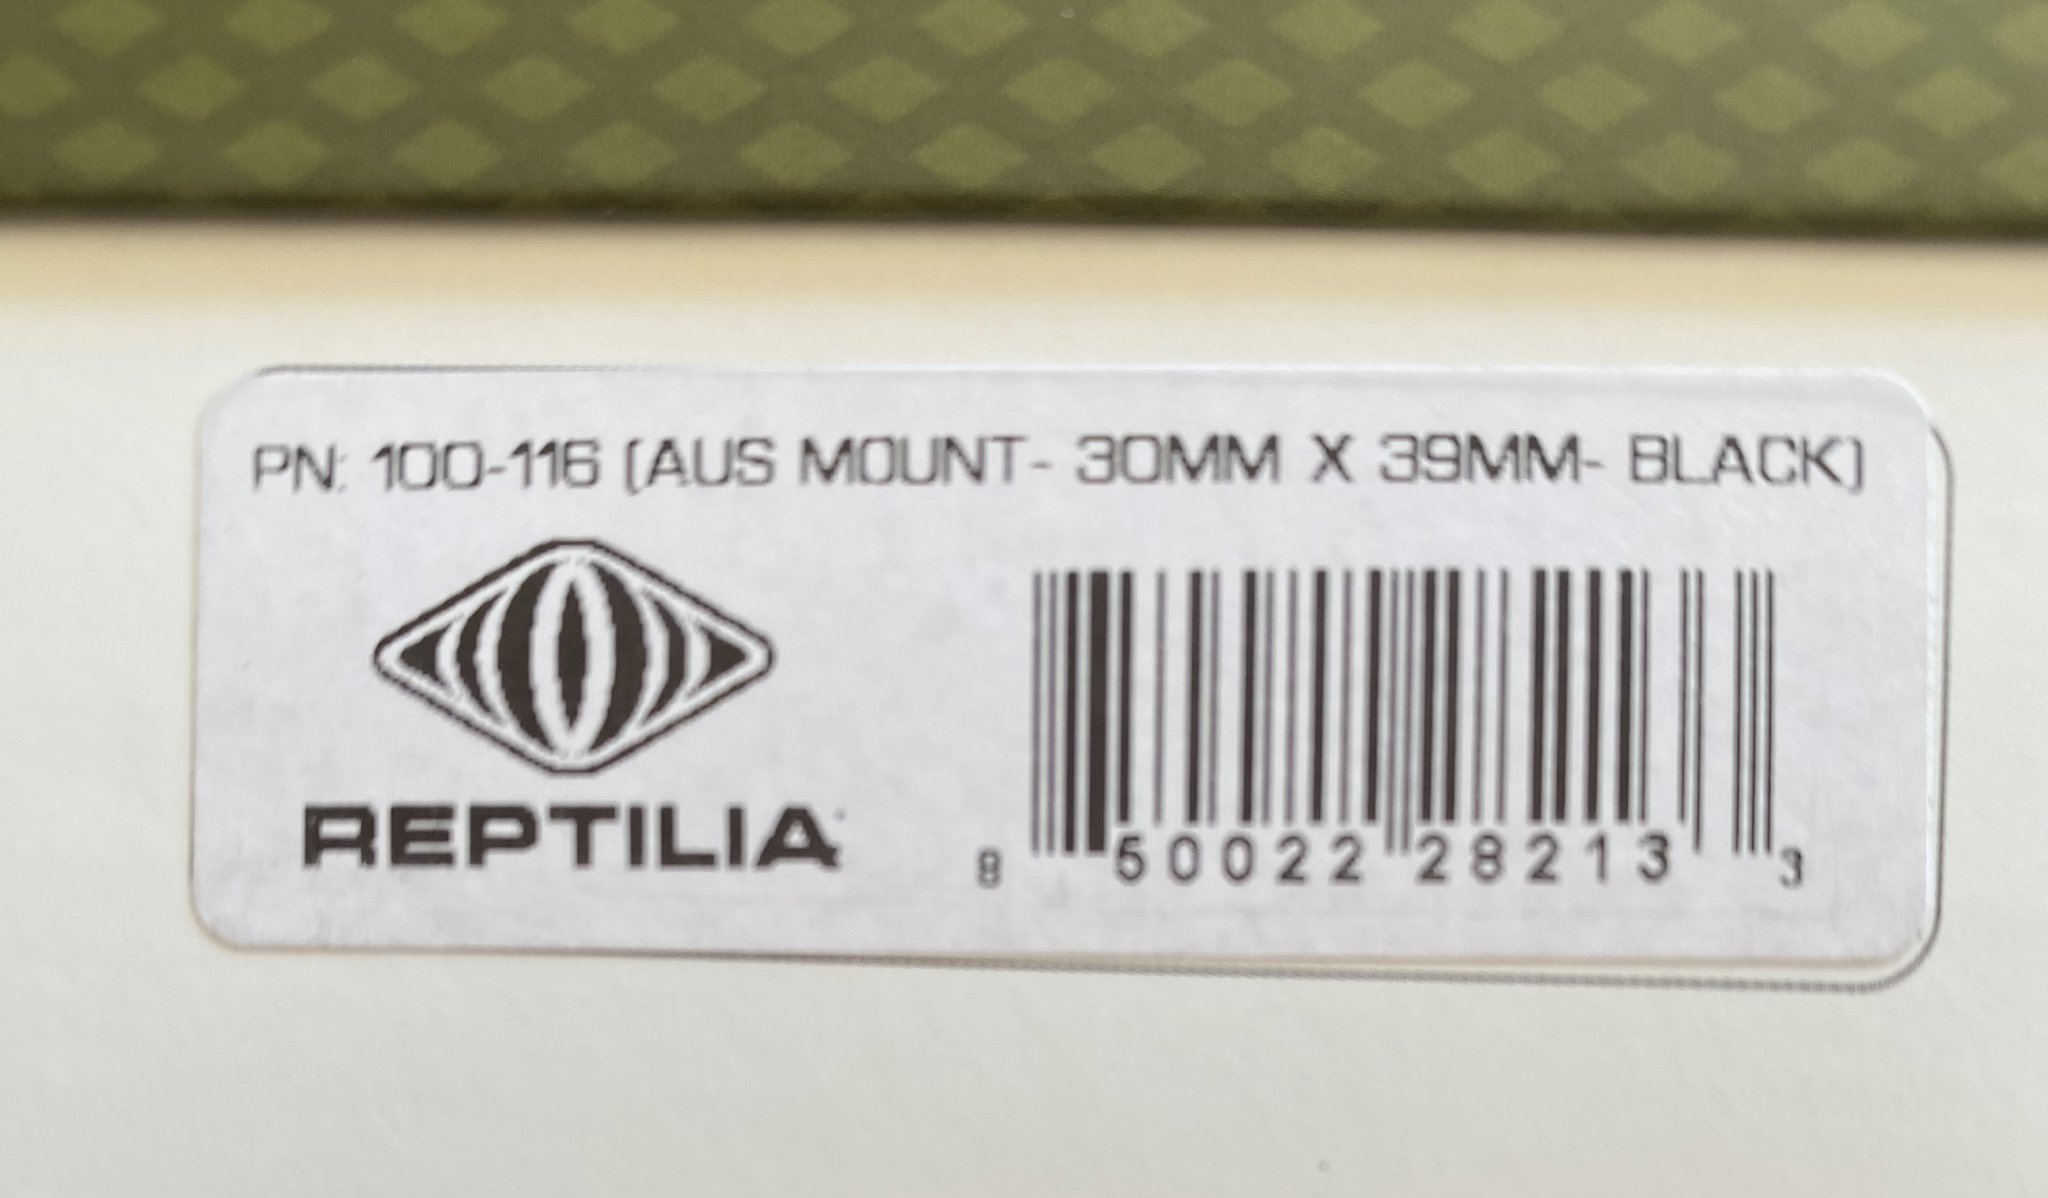 PN: 100-116 (AUS MOUNT- 30MM X 39MM- BLACK)
REPTILIA
8 50022 28213 3